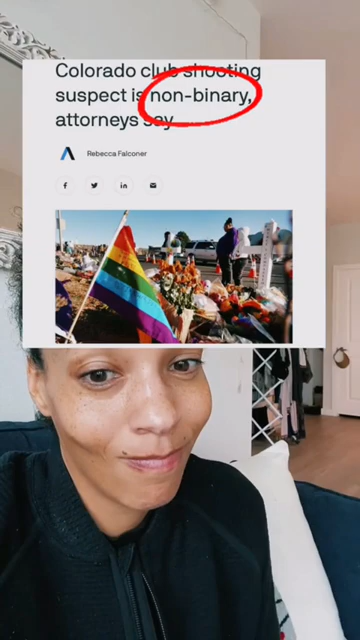 Colorado club shooting
suspect is non-binary,
attorneys say
Rebecca Falconer